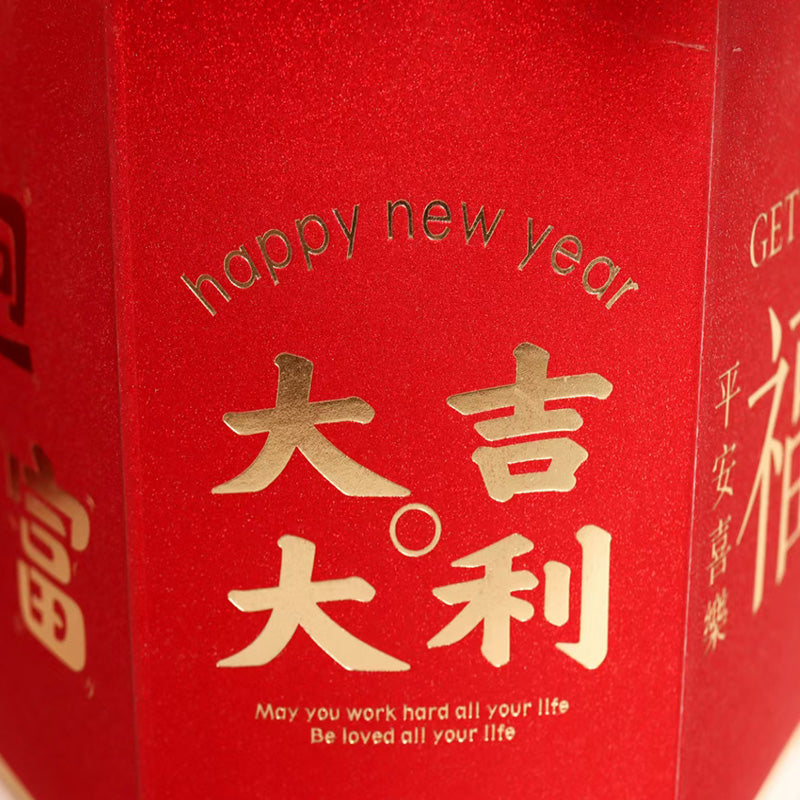 happy new year
大吉
大利
May you work hard all your life
Be loved all your life
GET
福
平安喜樂